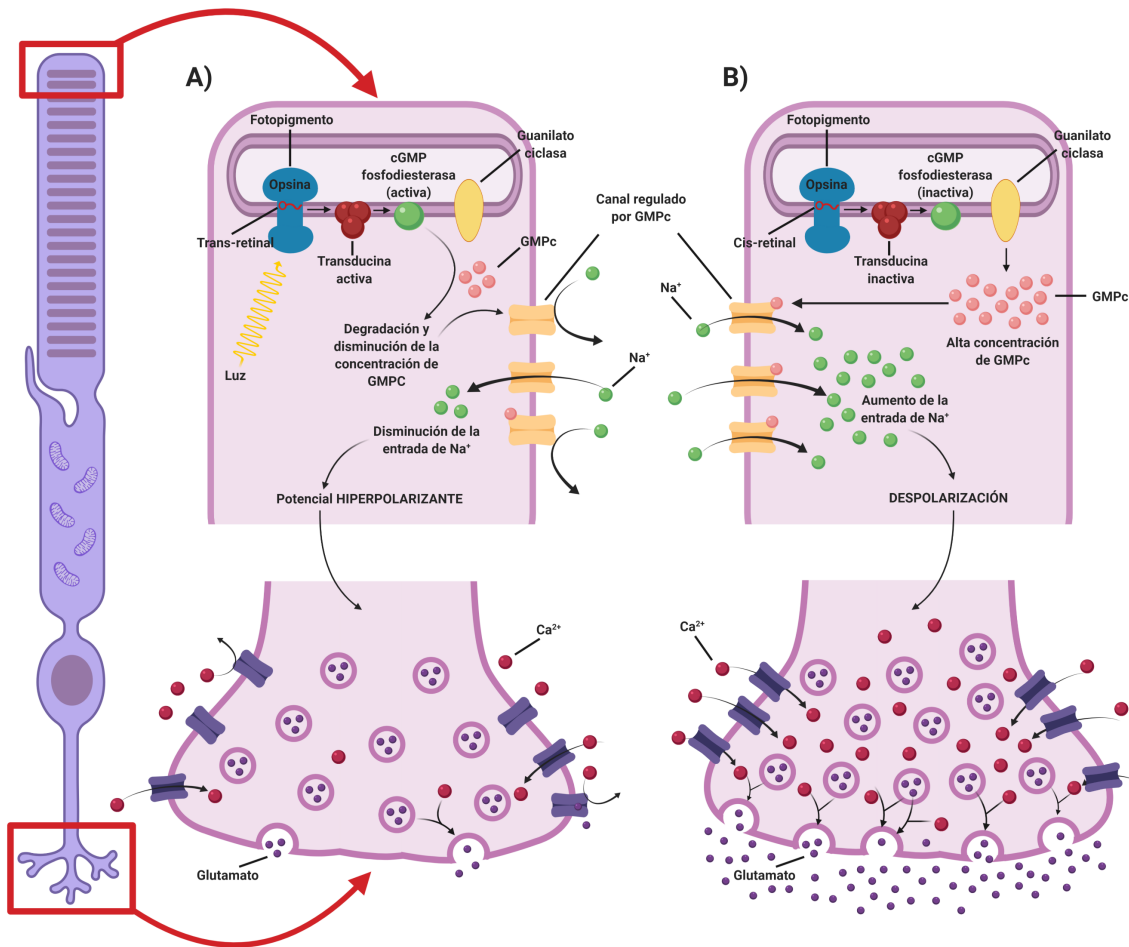 A)
Fotopigmento
Guanilato
ciclasa
cGMP
fosfodiesterasa
(activa)
Opsina
Trans-retinal
Transducina
activa
GMPc
Luz
Degradación y
disminución de la
concentración de
GMPC
Na⁺
Disminución de la
entrada de Na⁺
Potencial HIPERPOLARIZANTE
Ca²⁺
Glutamato
Canal regulado
por GMPc
B)
Fotopigmento
Guanilato
ciclasa
cGMP
fosfodiesterasa
(inactiva)
Opsina
Cis-retinal
Transducina
inactiva
Na⁺
GMPc
Alta concentración
de GMPc
Aumento de la
entrada de Na⁺
DESPOLARIZACIÓN
Ca²⁺
Glutamato